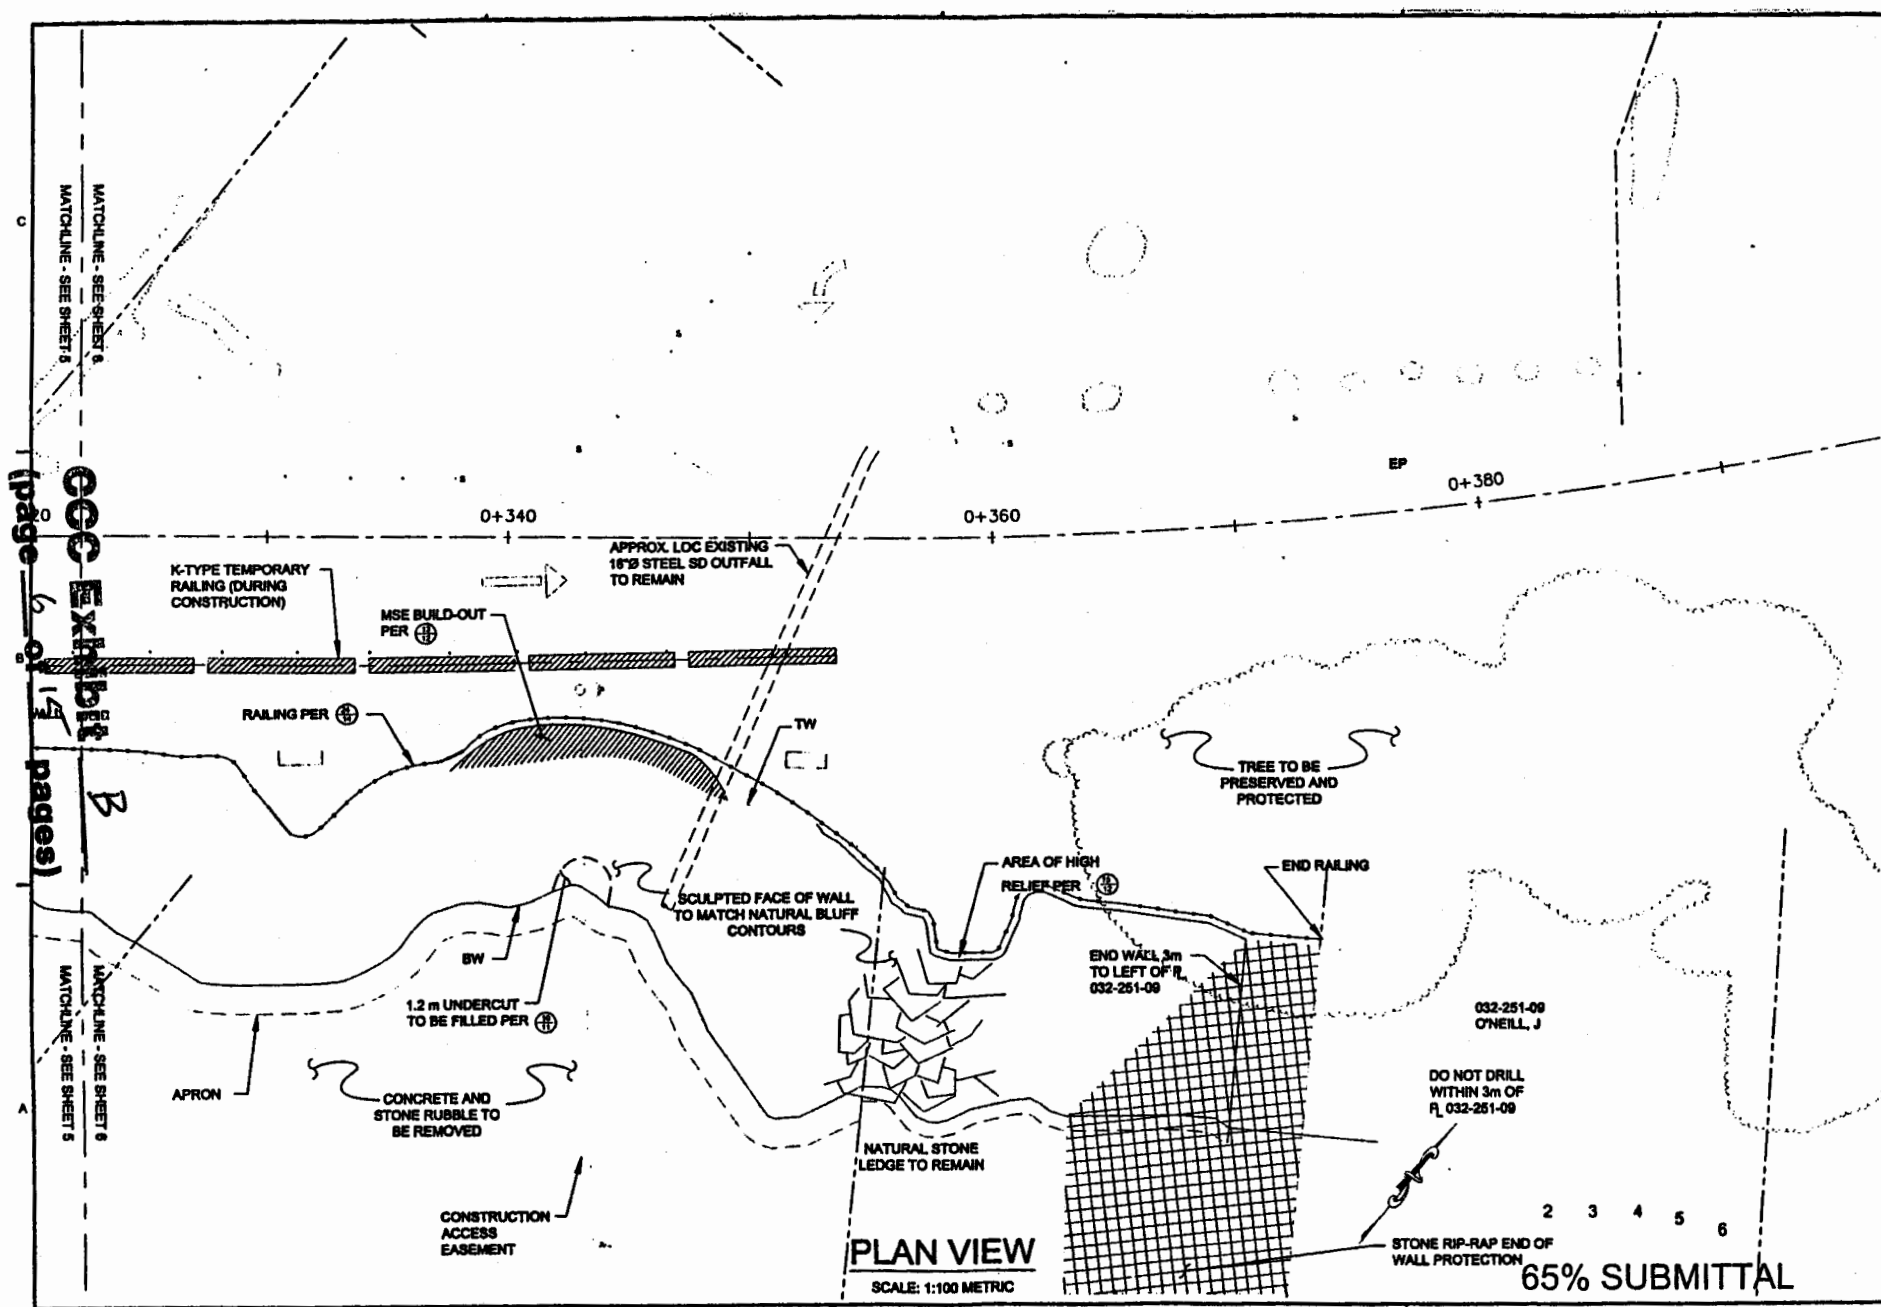 C
MATCHLINE - SEE SHEET 6
MATCHLINE - SEE SHEET 5
CCC Exhibit B
(page 6 of 14 pages)
20
0+340
0+360
0+380
EP
S
S
S
S
S
K-TYPE TEMPORARY
RAILING (DURING
CONSTRUCTION)
APPROX. LOC EXISTING
18"Ø STEEL SD OUTFALL
TO REMAIN
MSE BUILD-OUT
PER
B
RAILING PER
TW
TREE TO BE
PRESERVED AND
PROTECTED
AREA OF HIGH
RELIEF PER
END RAILING
SCULPTED FACE OF WALL
TO MATCH NATURAL BLUFF
CONTOURS
BW
END WALL 3m
TO LEFT OF PL
032-251-09
1.2 m UNDERCUT
TO BE FILLED PER
032-251-09
O'NEILL, J
MATCHLINE - SEE SHEET 6
MATCHLINE - SEE SHEET 5
A
APRON
CONCRETE AND
STONE RUBBLE TO
BE REMOVED
DO NOT DRILL
WITHIN 3m OF
PL 032-251-09
NATURAL STONE
LEDGE TO REMAIN
CONSTRUCTION
ACCESS
EASEMENT
2 3 4 5 6
STONE RIP-RAP END OF
WALL PROTECTION
PLAN VIEW
SCALE: 1:100 METRIC
65% SUBMITTAL